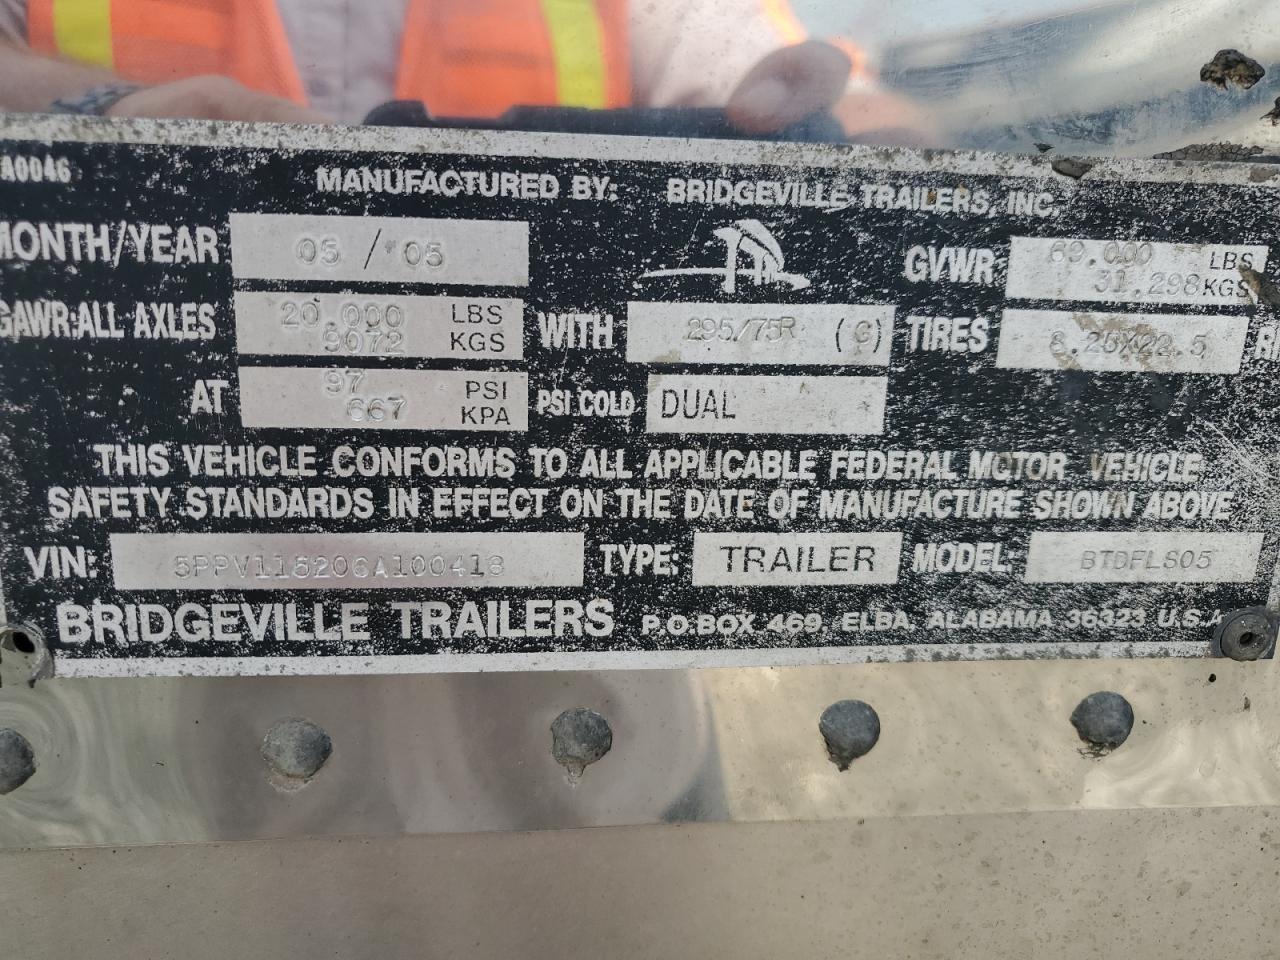 A0046
MANUFACTURED BY: BRIDGEVILLE TRAILERS, INC.
MONTH/YEAR 05 / 05 GVWR 69,000 LBS
31,298 KGS
GAWR:ALL AXLES 20,000 LBS
9072 KGS WITH 295/75R (G) TIRES 8.25X22.5
AT 97 PSI
667 KPA PSI COLD DUAL
THIS VEHICLE CONFORMS TO ALL APPLICABLE FEDERAL MOTOR VEHICLE
SAFETY STANDARDS IN EFFECT ON THE DATE OF MANUFACTURE SHOWN ABOVE
VIN: 5PPV115206A100418 TYPE: TRAILER MODEL: BTDFLS05
BRIDGEVILLE TRAILERS P.O.BOX 469, ELBA, ALABAMA 36323 U.S.A